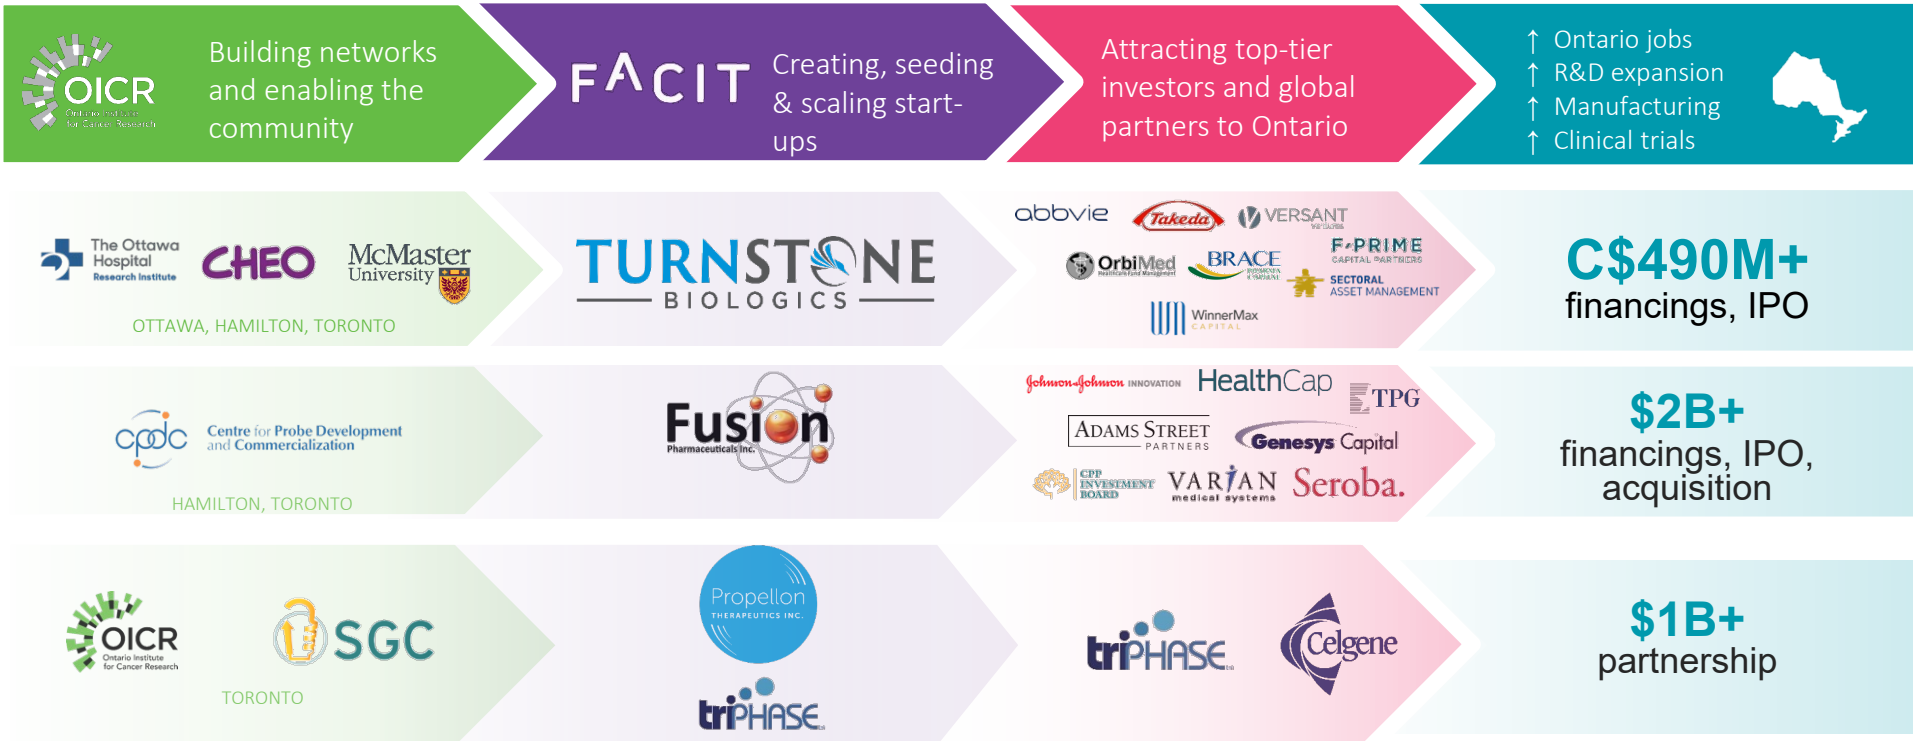 OICR
Ontario Institute
for Cancer Research
Building networks
and enabling the
community
FACIT
Creating, seeding
& scaling start-
ups
Attracting top-tier
investors and global
partners to Ontario
↑ Ontario jobs
↑ R&D expansion
↑ Manufacturing
↑ Clinical trials
The Ottawa
Hospital
Research Institute
CHEO
McMaster
University
OTTAWA, HAMILTON, TORONTO
TURNSTONE
BIOLOGICS
abbvie
Takeda
VERSANT
VENTURES
OrbiMed
Healthcare Fund Management
BRACE
F-PRIME
CAPITAL PARTNERS
SECTORAL
ASSET MANAGEMENT
WinnerMax
CAPITAL
C$490M+
financings, IPO
cpdc
Centre for Probe Development
and Commercialization
HAMILTON, TORONTO
Fusion
Pharmaceuticals Inc.
Johnson&Johnson INNOVATION
HealthCap
TPG
ADAMS STREET
PARTNERS
Genesys Capital
CPP
INVESTMENT
BOARD
VARIAN
medical systems
Seroba.
$2B+
financings, IPO,
acquisition
OICR
Ontario Institute
for Cancer Research
SGC
TORONTO
Propellon
THERAPEUTICS INC.
triPHASE
triPHASE
Celgene
$1B+
partnership